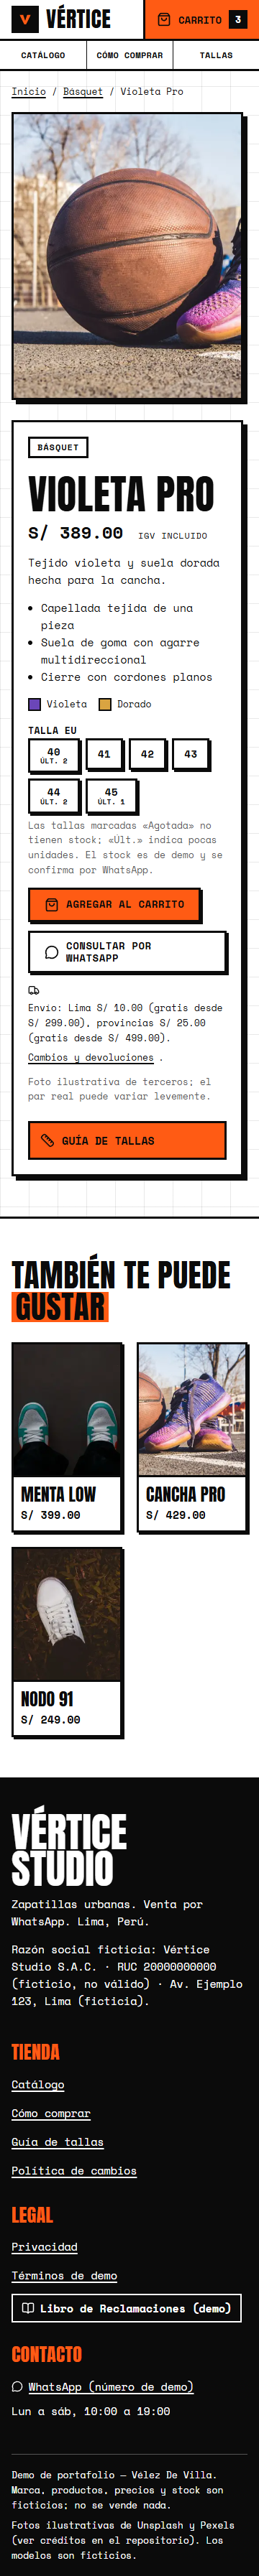 V VÉRTICE
CARRITO 3
CATÁLOGO
CÓMO COMPRAR
TALLAS
Inicio / Básquet / Violeta Pro
BÁSQUET
VIOLETA PRO
S/ 389.00 IGV INCLUIDO
Tejido violeta y suela dorada
hecha para la cancha.
• Capellada tejida de una
pieza
• Suela de goma con agarre
multidireccional
• Cierre con cordones planos
Violeta Dorado
TALLA EU
40
ÚLT. 2
41
42
43
44
ÚLT. 2
45
ÚLT. 1
Las tallas marcadas «Agotada» no
tienen stock; «Últ.» indica pocas
unidades. El stock es de demo y se
confirma por WhatsApp.
AGREGAR AL CARRITO
CONSULTAR POR
WHATSAPP
Envío: Lima S/ 10.00 (gratis desde
S/ 299.00), provincias S/ 25.00
(gratis desde S/ 499.00).
Cambios y devoluciones .
Foto ilustrativa de terceros; el
par real puede variar levemente.
GUÍA DE TALLAS
TAMBIÉN TE PUEDE
GUSTAR
MENTA LOW
S/ 399.00
CANCHA PRO
S/ 429.00
NODO 91
S/ 249.00
VÉRTICE
STUDIO
Zapatillas urbanas. Venta por
WhatsApp. Lima, Perú.
Razón social ficticia: Vértice
Studio S.A.C. · RUC 20000000000
(ficticio, no válido) · Av. Ejemplo
123, Lima (ficticia).
TIENDA
Catálogo
Cómo comprar
Guía de tallas
Política de cambios
LEGAL
Privacidad
Términos de demo
Libro de Reclamaciones (demo)
CONTACTO
WhatsApp (número de demo)
Lun a sáb, 10:00 a 19:00
Demo de portafolio — Vélez De Villa.
Marca, productos, precios y stock son
ficticios; no se vende nada.
Fotos ilustrativas de Unsplash y Pexels
(ver créditos en el repositorio). Los
modelos son ficticios.